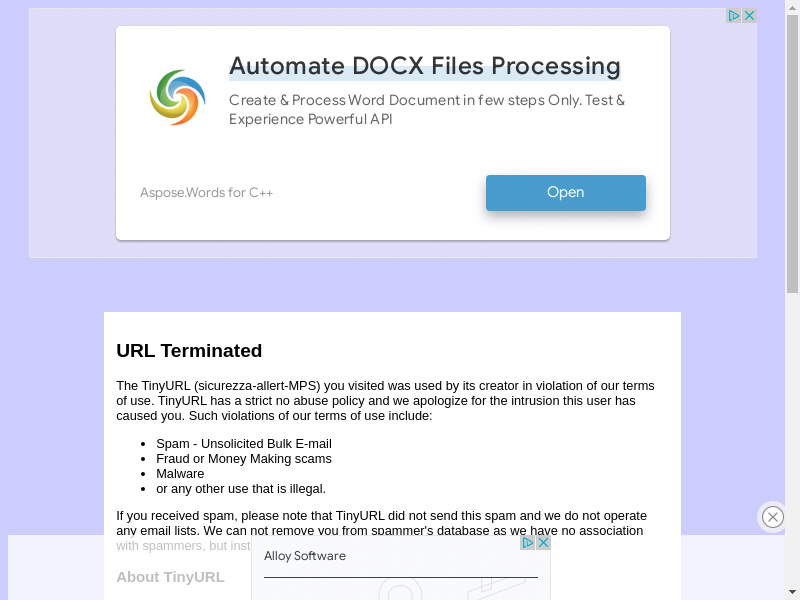 Automate DOCX Files Processing
Create & Process Word Document in few steps Only. Test &
Experience Powerful API
Aspose.Words for C++
Open
URL Terminated
The TinyURL (sicurezza-allert-MPS) you visited was used by its creator in violation of our terms
of use. TinyURL has a strict no abuse policy and we apologize for the intrusion this user has
caused you. Such violations of our terms of use include:
• Spam - Unsolicited Bulk E-mail
• Fraud or Money Making scams
• Malware
• or any other use that is illegal.
If you received spam, please note that TinyURL did not send this spam and we do not operate
any email lists. We can not remove you from spammer's database as we have no association
with spammers, but inst
Alloy Software
About TinyURL